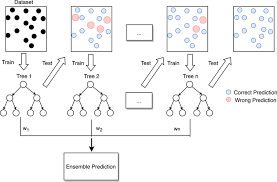 Dataset
...
Train
Test
Train
Test
Train
Test
Tree 1
Tree 2
Tree n
...
Correct Prediction
Wrong Prediction
w1
w2
wn
Ensemble Prediction